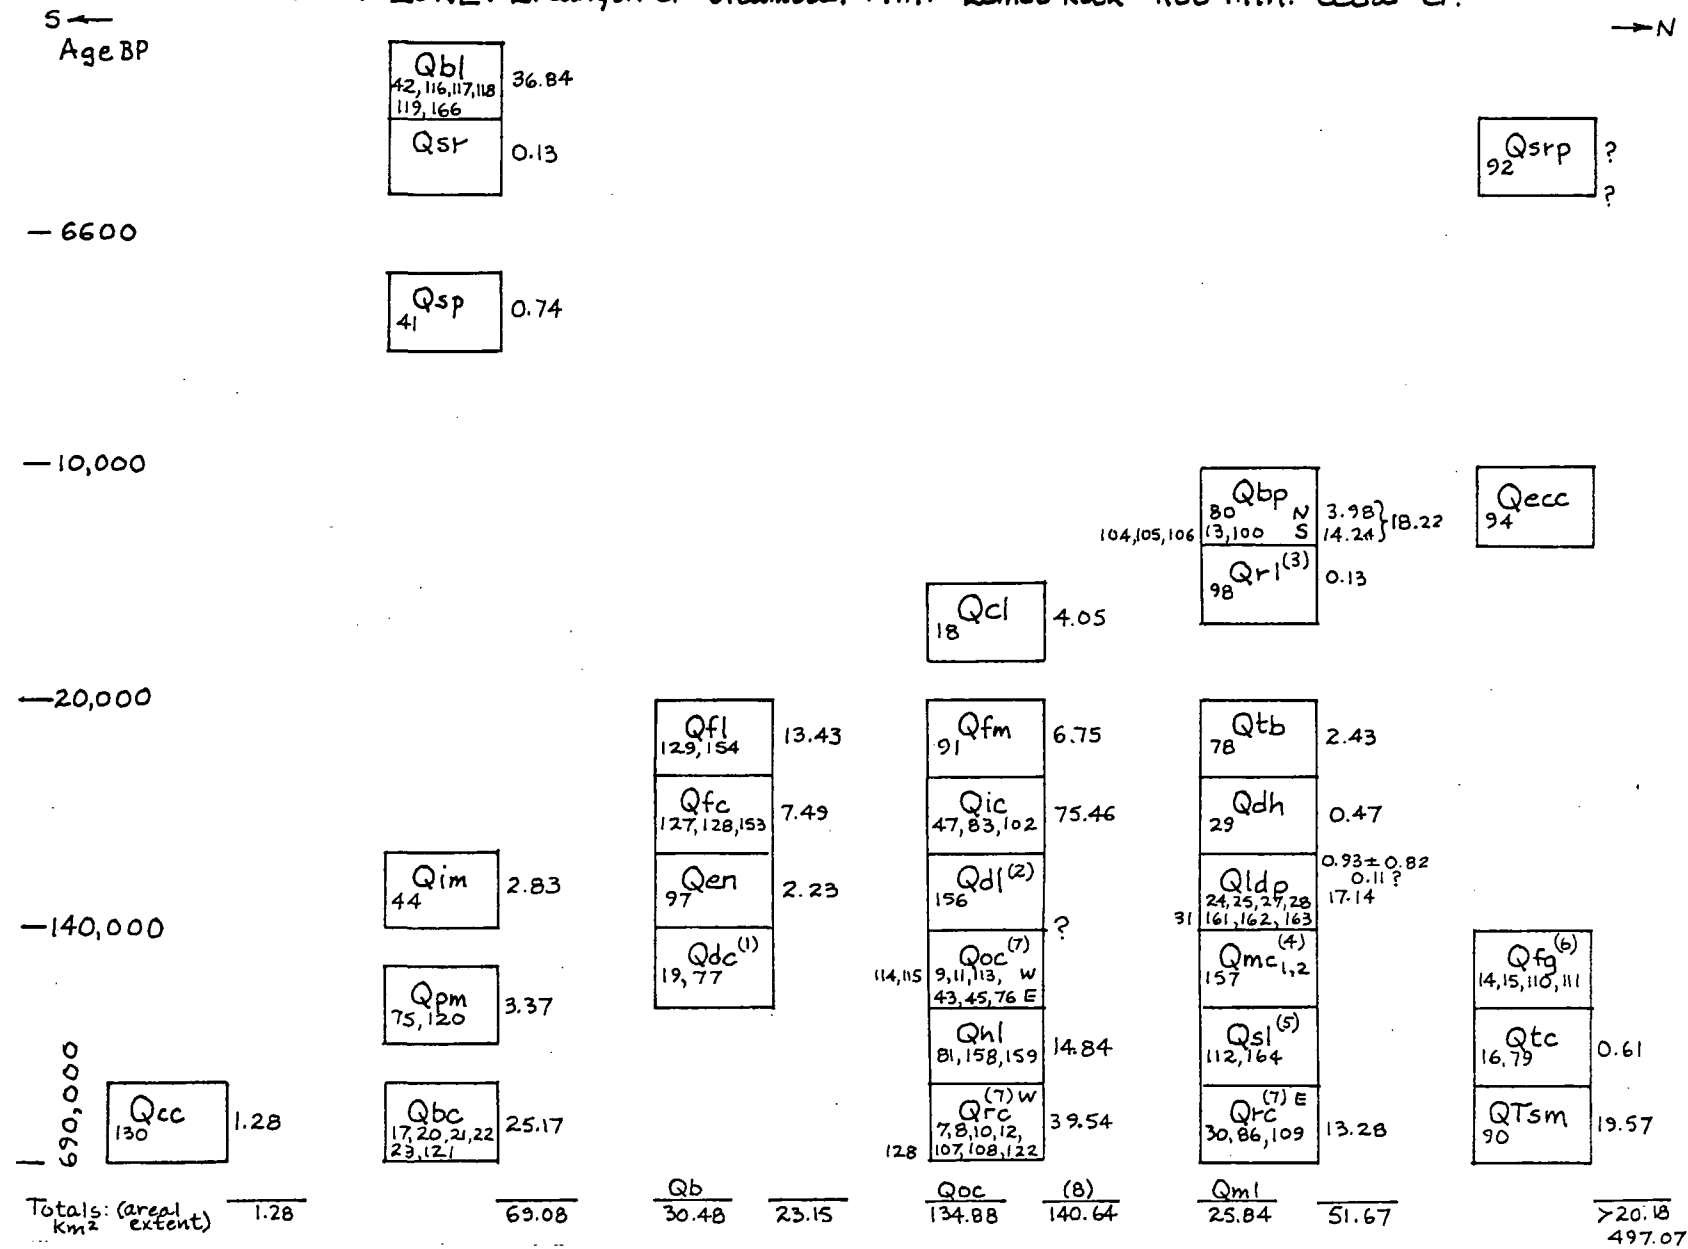 S ← → N
Age BP
Qbl 36.84
42, 116, 117, 118
119, 166
Qsr 0.13
Qsrp ?
92
?
— 6600
Qsp 0.74
41
— 10,000
Qbp
80 N 3.98
104, 105, 106 13, 100 S 14.24 } 18.22
Qecc
94
Qrl (3) 0.13
98
Qcl 4.05
18
— 20,000
Qfl 13.43
129, 154
Qfm 6.75
91
Qtb 2.43
78
Qfc 7.49
127, 128, 153
Qic 75.46
47, 83, 102
Qdh 0.47
29
Qim 2.83
44
Qen 2.23
97
Qdl (2)
156
?
Qldp 0.93 ± 0.82
0.11 ?
24, 25, 27, 28 17.14
31 161, 162, 163
— 140,000
Qdc (1)
19, 77
Qoc (7)
114, 115 9, 11, 113, W
43, 45, 76 E
Qmc1,2 (4)
157
Qfg (6)
14, 15, 110, 111
Qpm 3.37
75, 120
Qhl 14.84
81, 158, 159
Qsl (5)
112, 164
Qtc 0.61
16, 79
— 690,000
Qcc 1.28
130
Qbc 25.17
17, 20, 21, 22
23, 121
Qrc (7) W 39.54
7, 8, 10, 12,
128 107, 108, 122
Qrc (7) E 13.28
30, 86, 109
QTsm 19.57
90
Qb Qoc (8) Qml
Totals: (areal 1.28 69.08 30.48 23.15 134.88 140.64 25.84 51.67 >20.18
km² extent) 497.07